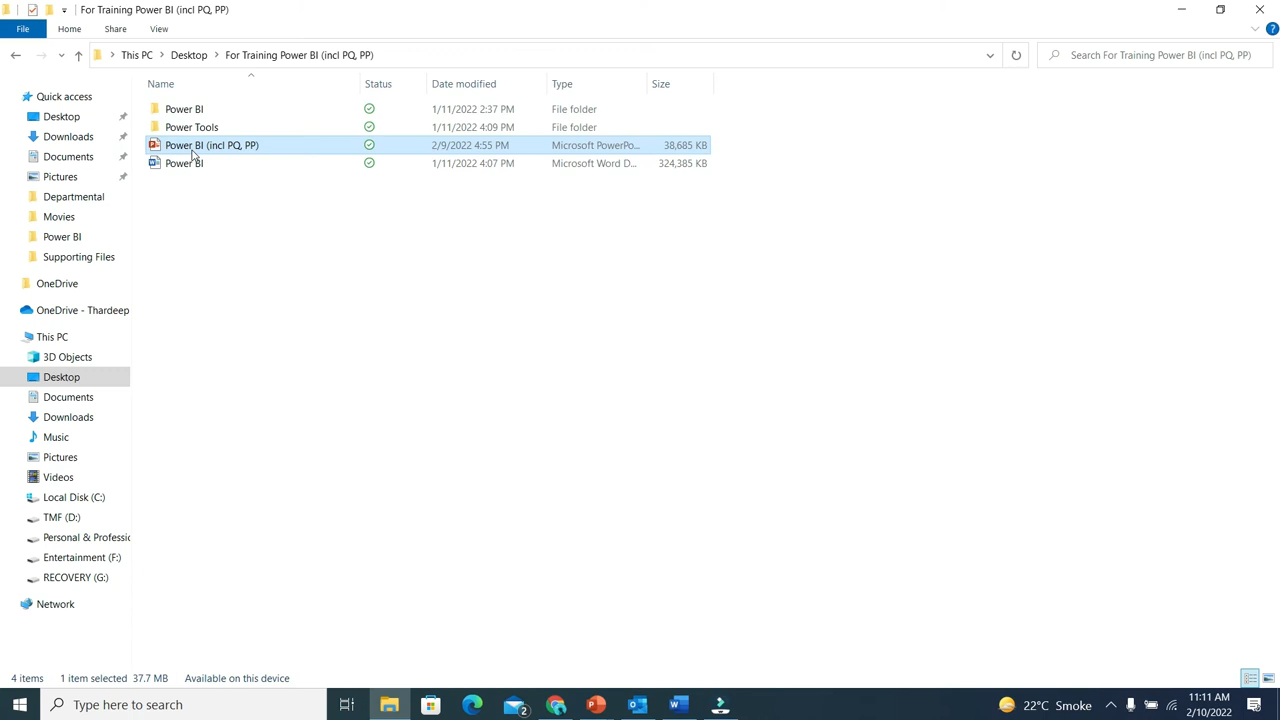 For Training Power BI (incl PQ, PP)
File Home Share View
This PC Desktop For Training Power BI (incl PQ, PP) Search For Training Power BI (incl PQ, PP)
Name Status Date modified Type Size
Quick access
Desktop
Downloads
Documents
Pictures
Departmental
Movies
Power BI
Supporting Files
OneDrive
OneDrive - Thardeep
This PC
3D Objects
Desktop
Documents
Downloads
Music
Pictures
Videos
Local Disk (C:)
TMF (D:)
Personal & Professic
Entertainment (F:)
RECOVERY (G:)
Network
Power BI 1/11/2022 2:37 PM File folder
Power Tools 1/11/2022 4:09 PM File folder
Power BI (incl PQ, PP) 2/9/2022 4:55 PM Microsoft PowerPo... 38,685 KB
Power BI 1/11/2022 4:07 PM Microsoft Word D... 324,385 KB
4 items 1 item selected 37.7 MB Available on this device
Type here to search 2 22°C Smoke 11:11 AM
2/10/2022